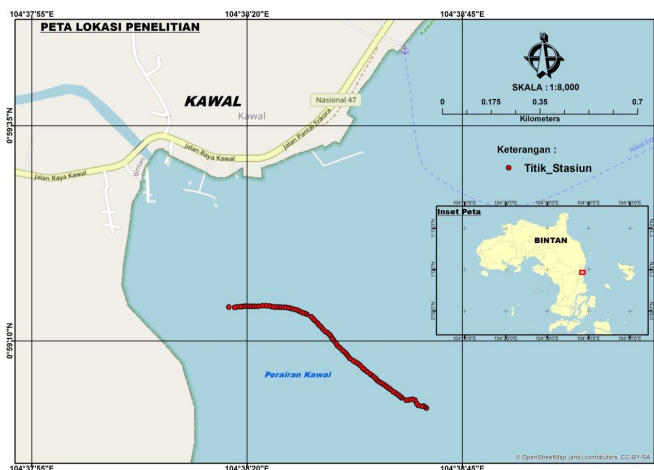 104°37'55"E
104°38'20"E
104°38'45"E
PETA LOKASI PENELITIAN
SKALA : 1:8,000
0 0.175 0.35 0.7
Kilometers
KAWAL
Kawal
Nasional 47
0°59'35"
Keterangan :
Titik_Stasiun
Jalan Pantai Trikora
Jalan Raya Kawal
Bintan
Jalan Raya Kawal
Inset Peta
BINTAN
0°59'10"N
Perairan Kawal
© OpenStreetMap (and) contributors, CC-BY-SA
104°37'55"E
104°38'20"E
104°38'45"E